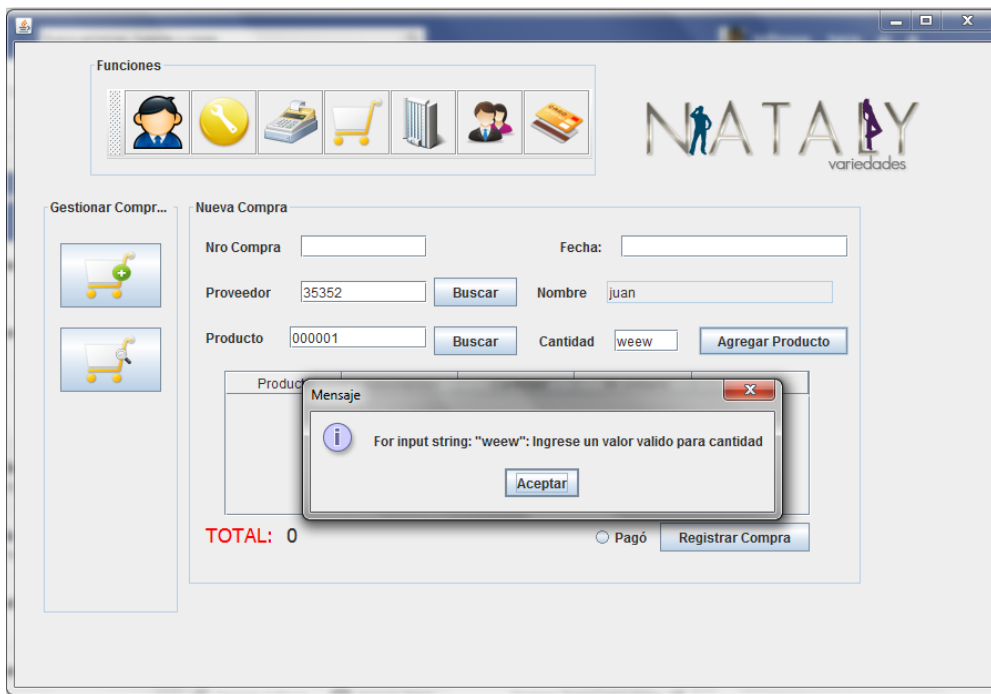 Funciones
NATALY
variedades
Gestionar Compr...
Nueva Compra
Nro Compra
Fecha:
Proveedor 35352 Buscar Nombre juan
Producto 000001 Buscar Cantidad weew Agregar Producto
Mensaje
For input string: "weew": Ingrese un valor valido para cantidad
Aceptar
TOTAL: 0
Pagó Registrar Compra